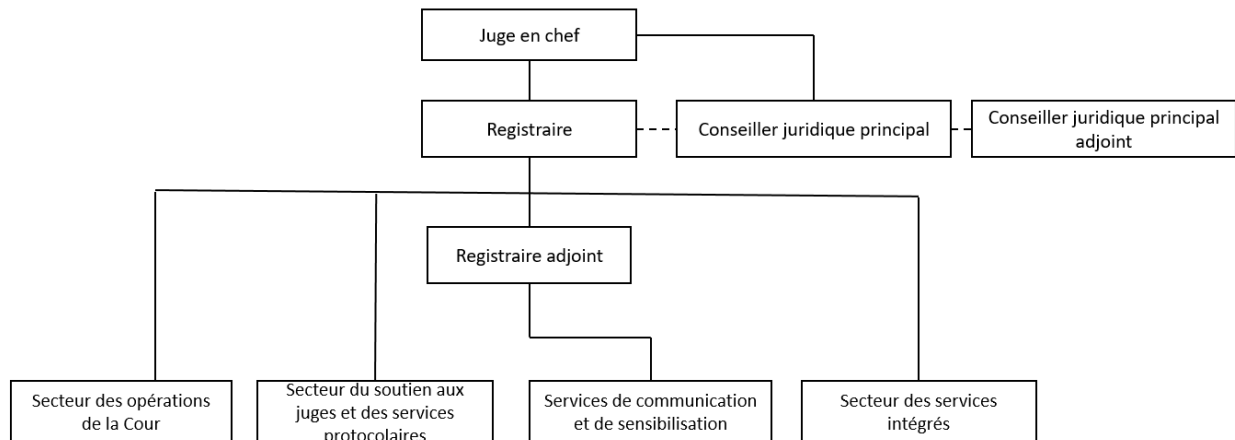 Juge en chef
Registraire
Conseiller juridique principal
Conseiller juridique principal
adjoint
Registraire adjoint
Secteur des opérations
de la Cour
Secteur du soutien aux
juges et des services
protocolaires
Services de communication
et de sensibilisation
Secteur des services
intégrés